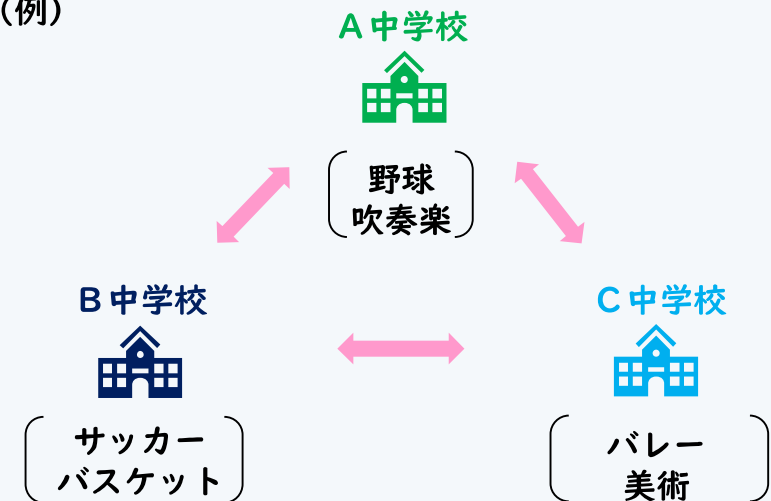 (例)
A中学校
野球
吹奏楽
B中学校
サッカー
バスケット
C中学校
バレー
美術